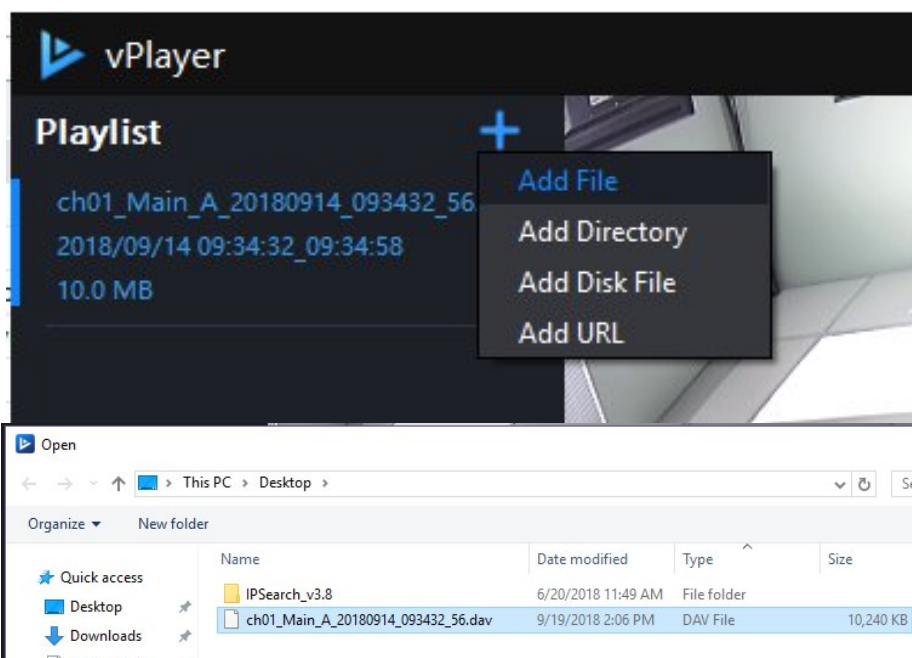 vPlayer
Playlist
ch01_Main_A_20180914_093432_56.
2018/09/14 09:34:32_09:34:58
10.0 MB
Add File
Add Directory
Add Disk File
Add URL
Open
This PC > Desktop >
Organize
New folder
Name Date modified Type Size
Quick access
Desktop
Downloads
IPSearch_v3.8 6/20/2018 11:49 AM File folder
ch01_Main_A_20180914_093432_56.dav 9/19/2018 2:06 PM DAV File 10,240 KB